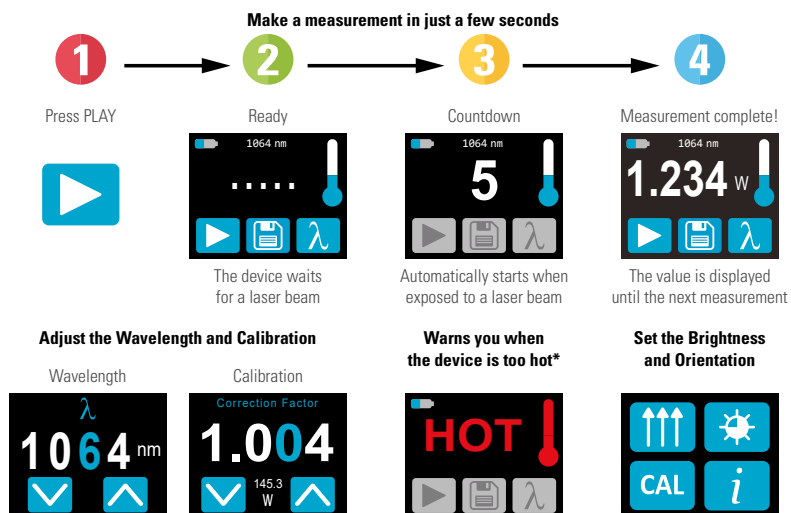 Make a measurement in just a few seconds
1 2 3 4
Press PLAY
Ready
Countdown
Measurement complete!
1064 nm
.....
λ
1064 nm
5
λ
1064 nm
1.234 W
λ
The device waits
for a laser beam
Automatically starts when
exposed to a laser beam
The value is displayed
until the next measurement
Adjust the Wavelength and Calibration
Warns you when
the device is too hot*
Set the Brightness
and Orientation
Wavelength
Calibration
λ
1064 nm
Correction Factor
1.004
145.3
W
HOT
λ
CAL
i